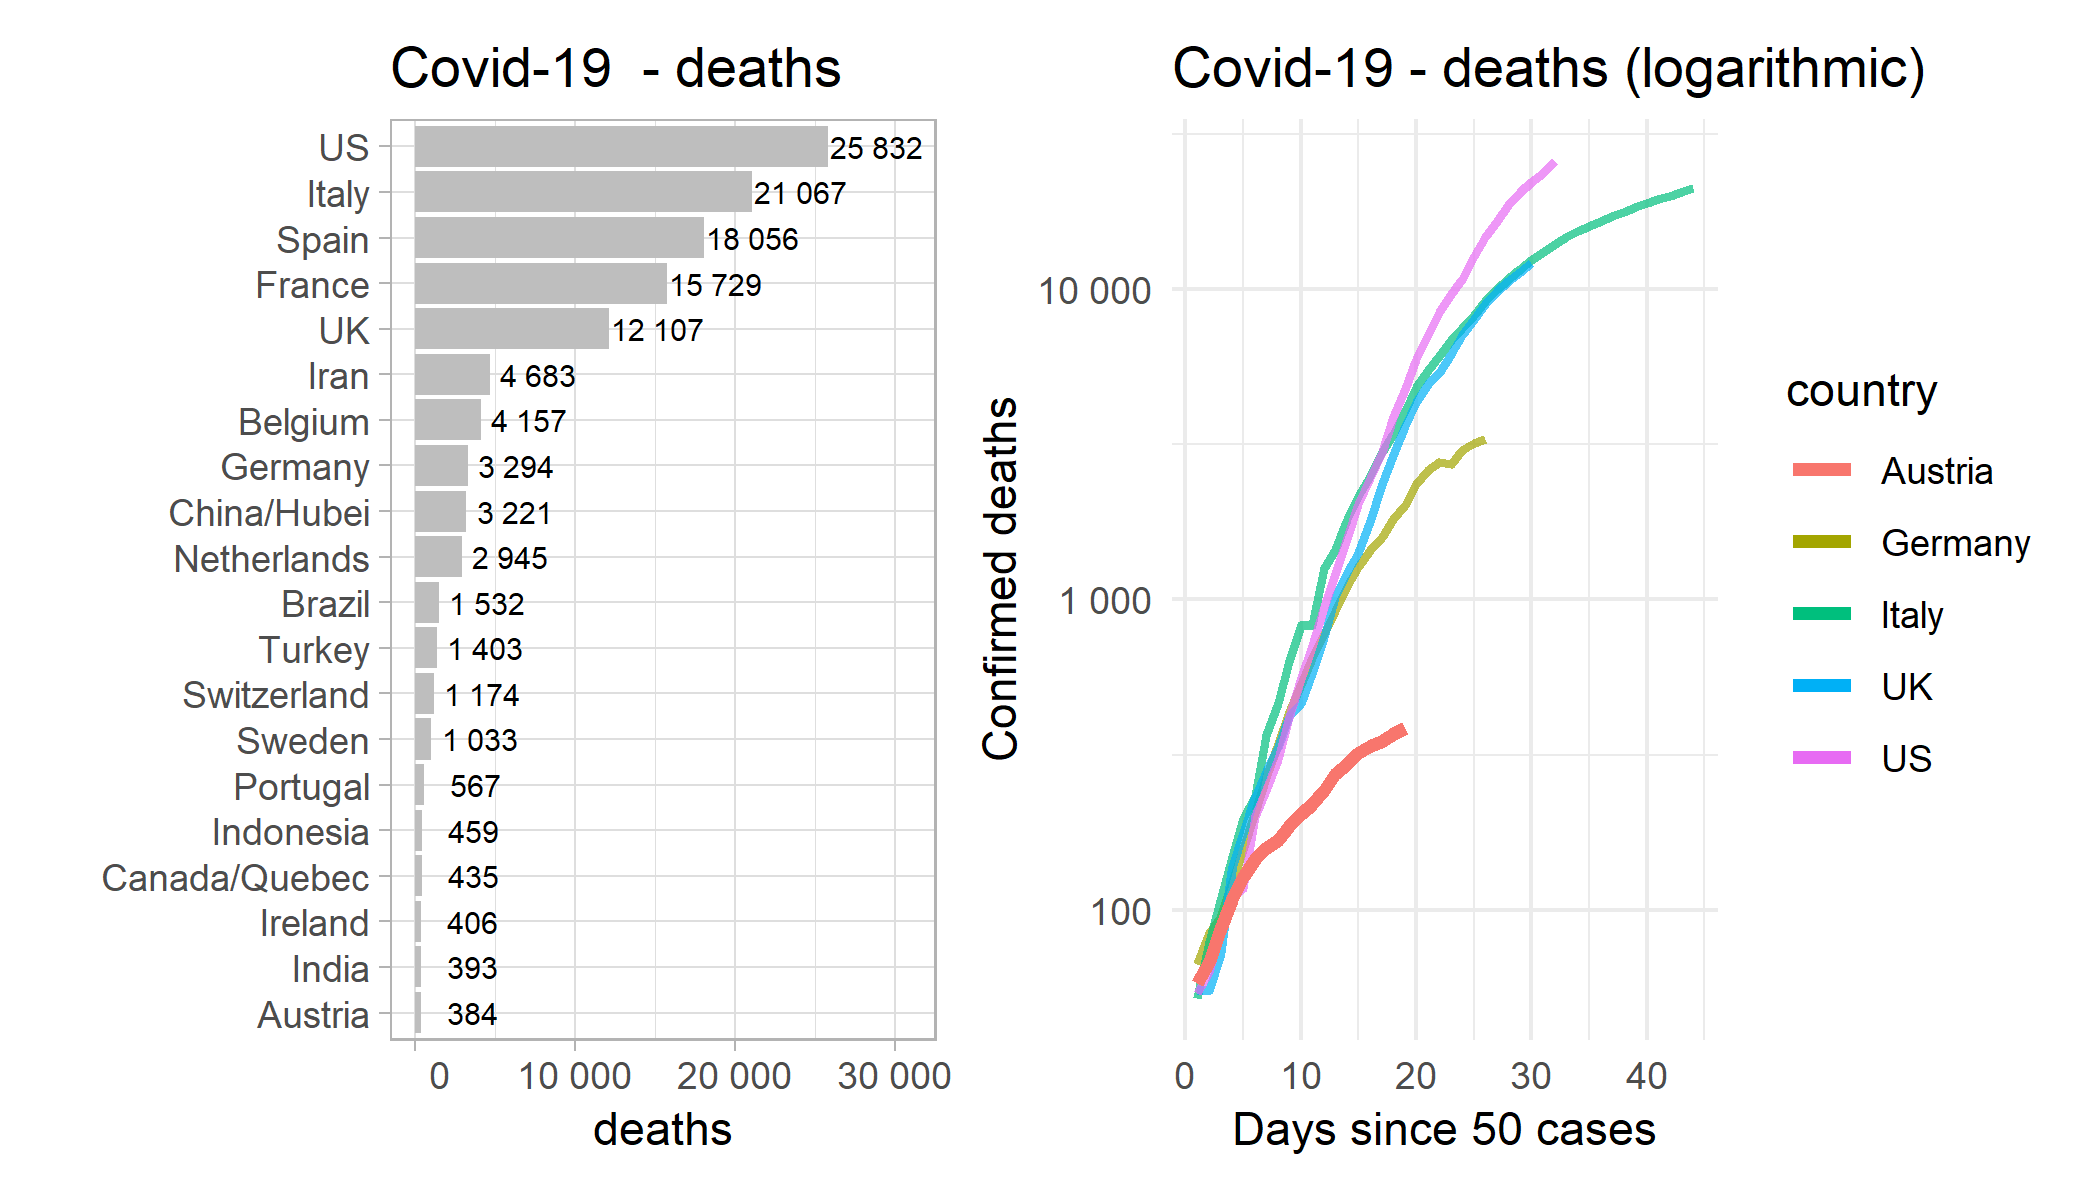 Covid-19  - deaths
US 25 832
Italy 21 067
Spain 18 056
France 15 729
UK 12 107
Iran 4 683
Belgium 4 157
Germany 3 294
China/Hubei 3 221
Netherlands 2 945
Brazil 1 532
Turkey 1 403
Switzerland 1 174
Sweden 1 033
Portugal 567
Indonesia 459
Canada/Quebec 435
Ireland 406
India 393
Austria 384
0 10 000 20 000 30 000
deaths
Covid-19 - deaths (logarithmic)
Confirmed deaths
10 000
1 000
100
0 10 20 30 40
Days since 50 cases
country
Austria
Germany
Italy
UK
US